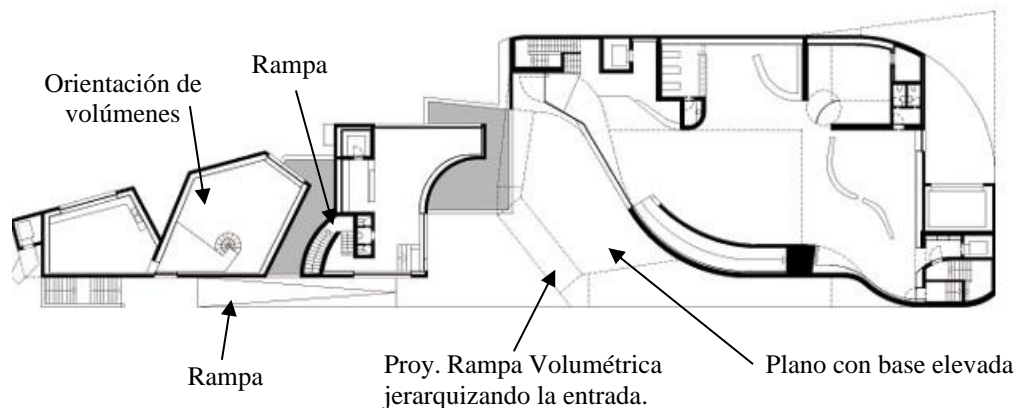 Orientación de
volúmenes
Rampa
Rampa
Proy. Rampa Volumétrica
jerarquizando la entrada.
Plano con base elevada